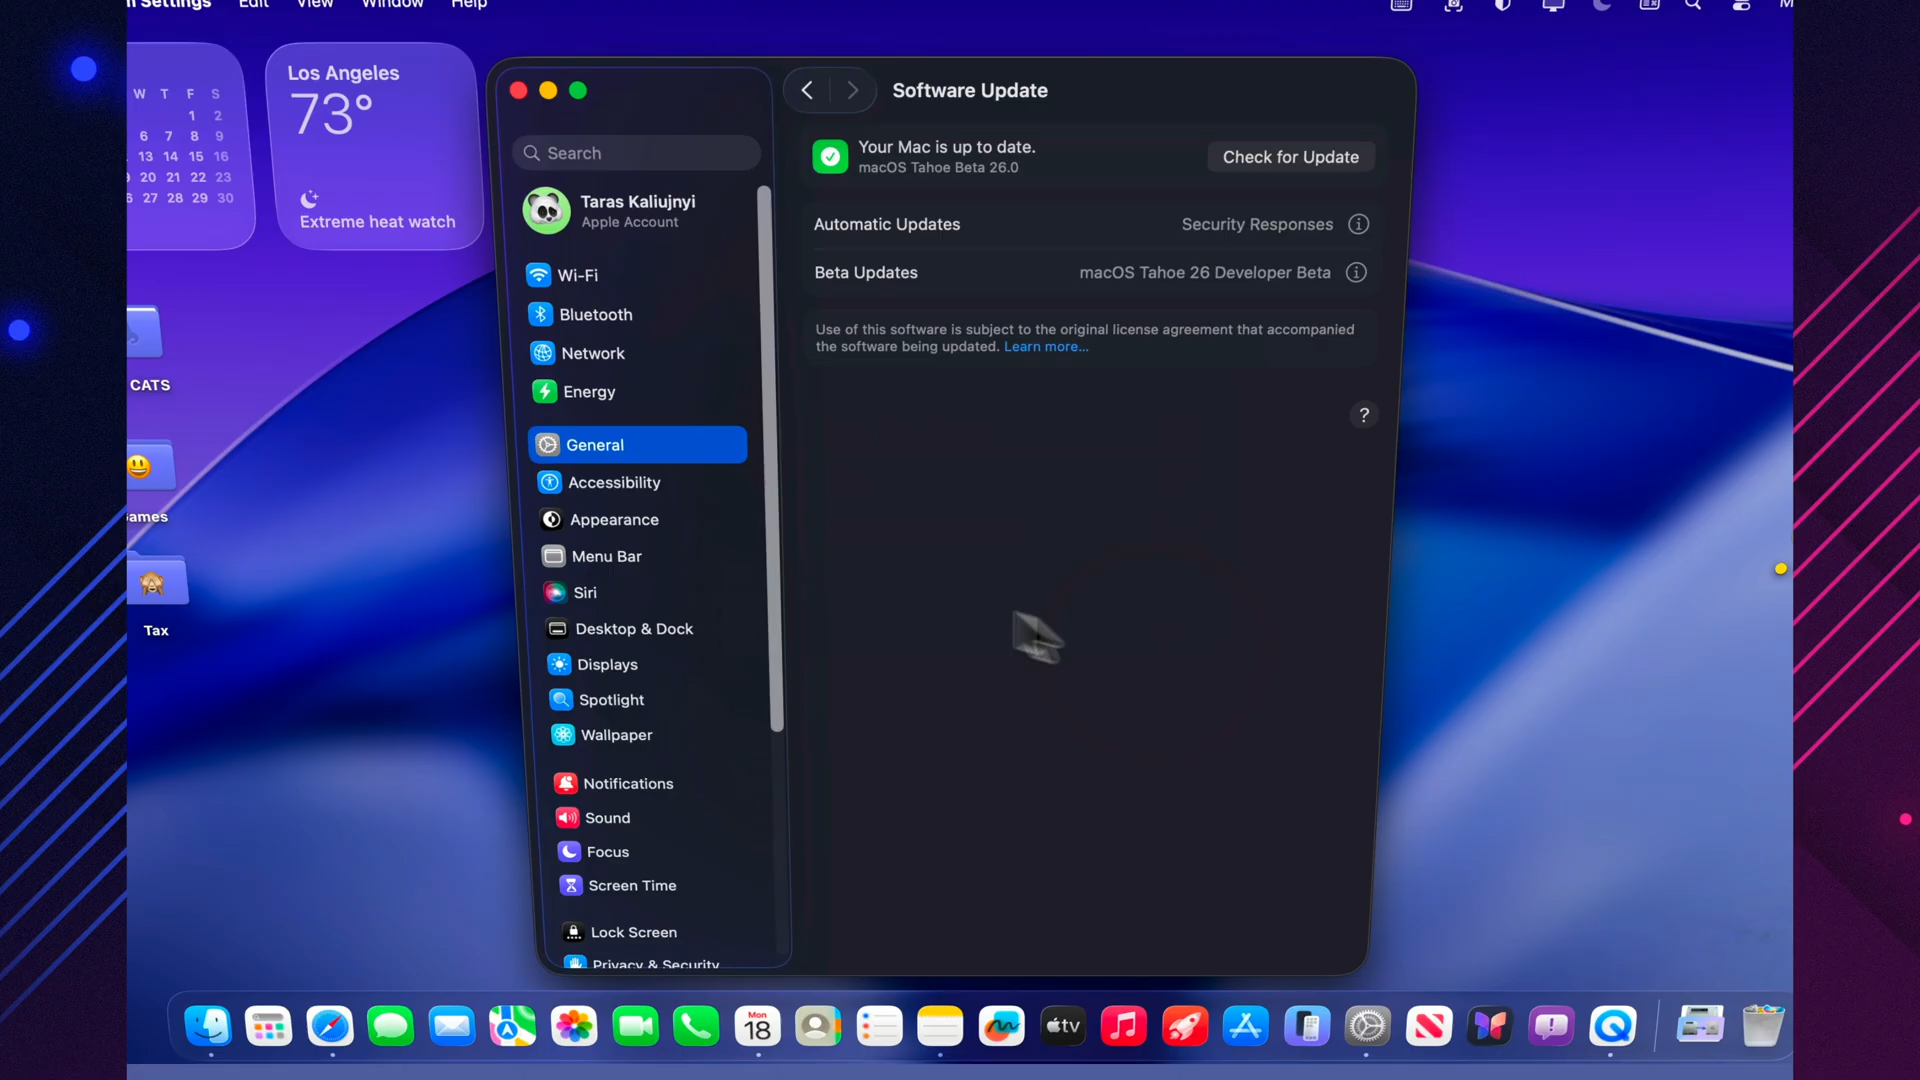 Settings Edit View Window Help
W T F S
1 2
6 7 8 9
13 14 15 16
20 21 22 23
27 28 29 30
Los Angeles
73°
Extreme heat watch
CATS
Tax
Search
Taras Kaliujnyi
Apple Account
Wi-Fi
Bluetooth
Network
Energy
General
Accessibility
Appearance
Menu Bar
Siri
Desktop & Dock
Displays
Spotlight
Wallpaper
Notifications
Sound
Focus
Screen Time
Lock Screen
Privacy & Security
Software Update
Your Mac is up to date.
macOS Tahoe Beta 26.0
Check for Update
Automatic Updates
Security Responses
Beta Updates
macOS Tahoe 26 Developer Beta
Use of this software is subject to the original license agreement that accompanied
the software being updated. Learn more...
?
Mon
18
tv